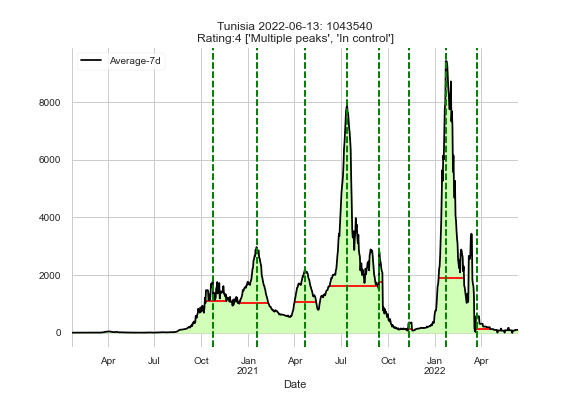 Tunisia 2022-06-13: 1043540
Rating:4 ['Multiple peaks', 'In control']
Average-7d
8000
6000
4000
2000
0
Apr Jul Oct Jan Apr Jul Oct Jan Apr
2021 2022
Date